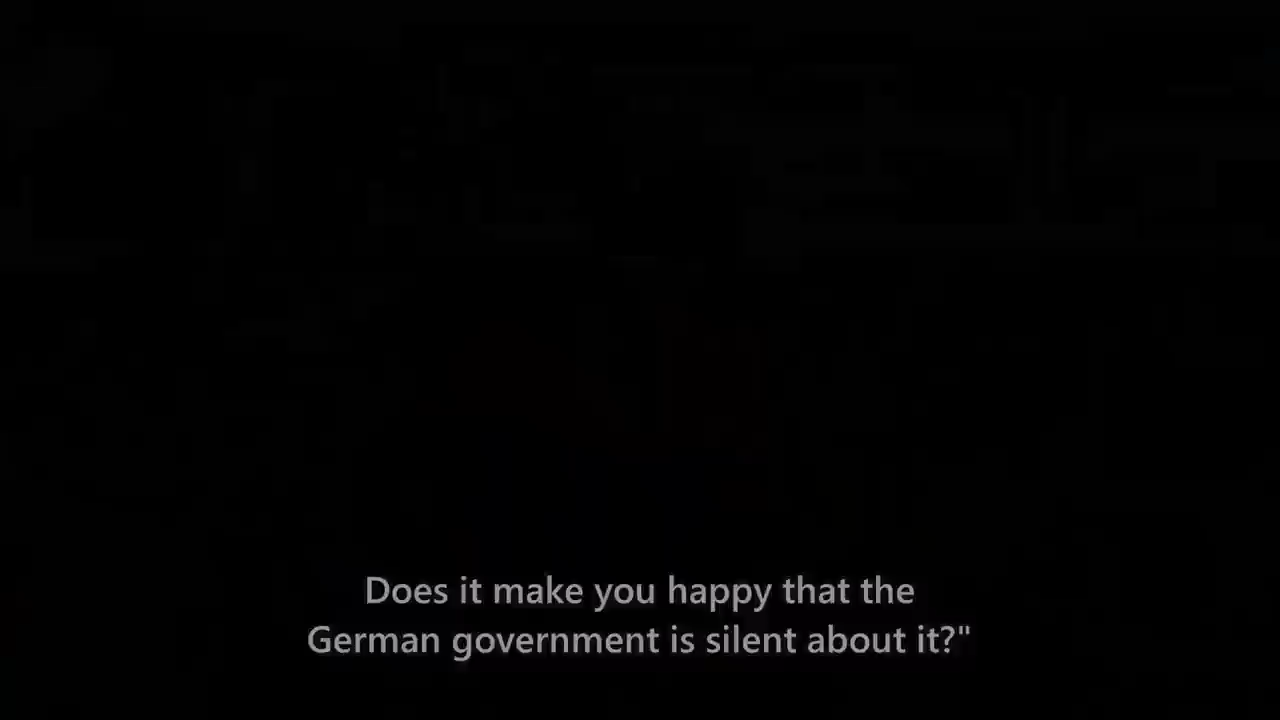 Does it make you happy that the
German government is silent about it?"